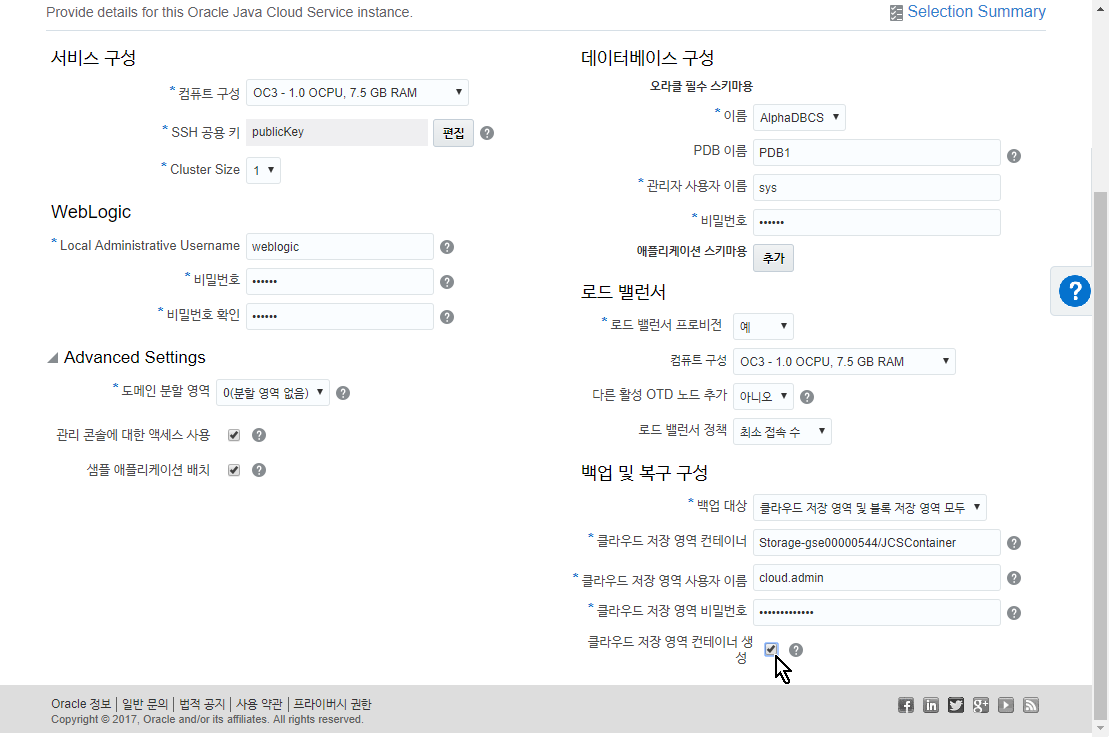 Provide details for this Oracle Java Cloud Service instance.
Selection Summary
서비스 구성
* 컴퓨트 구성 OC3 - 1.0 OCPU, 7.5 GB RAM
* SSH 공용 키 publicKey 편집
* Cluster Size 1
WebLogic
* Local Administrative Username weblogic
* 비밀번호 ••••••
* 비밀번호 확인 ••••••
Advanced Settings
* 도메인 분할 영역 0(분할 영역 없음)
관리 콘솔에 대한 액세스 사용
샘플 애플리케이션 배치
데이터베이스 구성
오라클 필수 스키마용
* 이름 AlphaDBCS
PDB 이름 PDB1
* 관리자 사용자 이름 sys
* 비밀번호 ••••••
애플리케이션 스키마용 추가
로드 밸런서
* 로드 밸런서 프로비전 예
컴퓨트 구성 OC3 - 1.0 OCPU, 7.5 GB RAM
다른 활성 OTD 노드 추가 아니오
로드 밸런서 정책 최소 접속 수
백업 및 복구 구성
* 백업 대상 클라우드 저장 영역 및 블록 저장 영역 모두
* 클라우드 저장 영역 컨테이너 Storage-gse00000544/JCSContainer
* 클라우드 저장 영역 사용자 이름 cloud.admin
* 클라우드 저장 영역 비밀번호 •••••••••••••
클라우드 저장 영역 컨테이너 생
성
Oracle 정보 | 일반 문의 | 법적 공지 | 사용 약관 | 프라이버시 권한
Copyright © 2017, Oracle and/or its affiliates. All rights reserved.